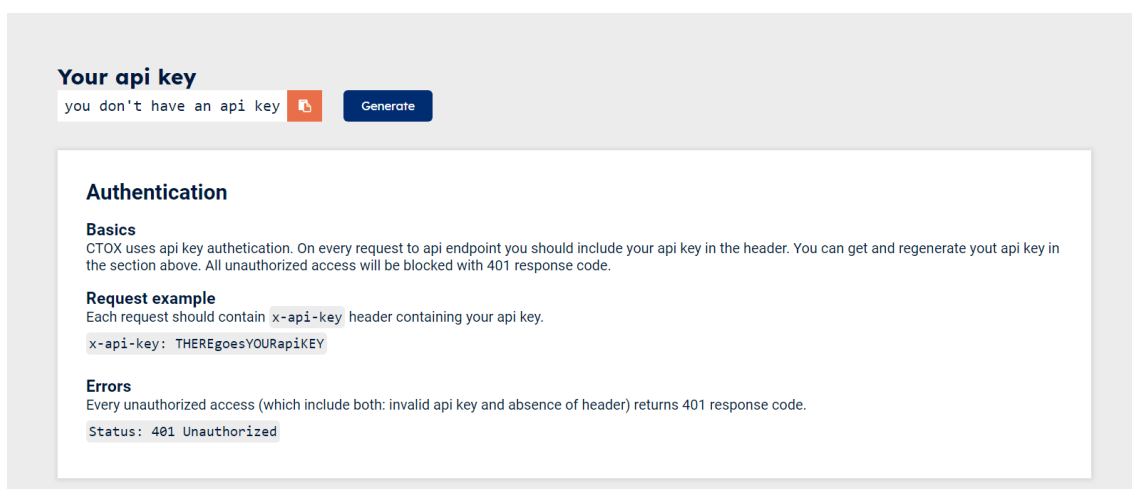 Your api key
you don't have an api key
Generate
Authentication
Basics
CTOX uses api key authetication. On every request to api endpoint you should include your api key in the header. You can get and regenerate yout api key in
the section above. All unauthorized access will be blocked with 401 response code.
Request example
Each request should contain x-api-key header containing your api key.
x-api-key: THEREgoesYOURapiKEY
Errors
Every unauthorized access (which include both: invalid api key and absence of header) returns 401 response code.
Status: 401 Unauthorized